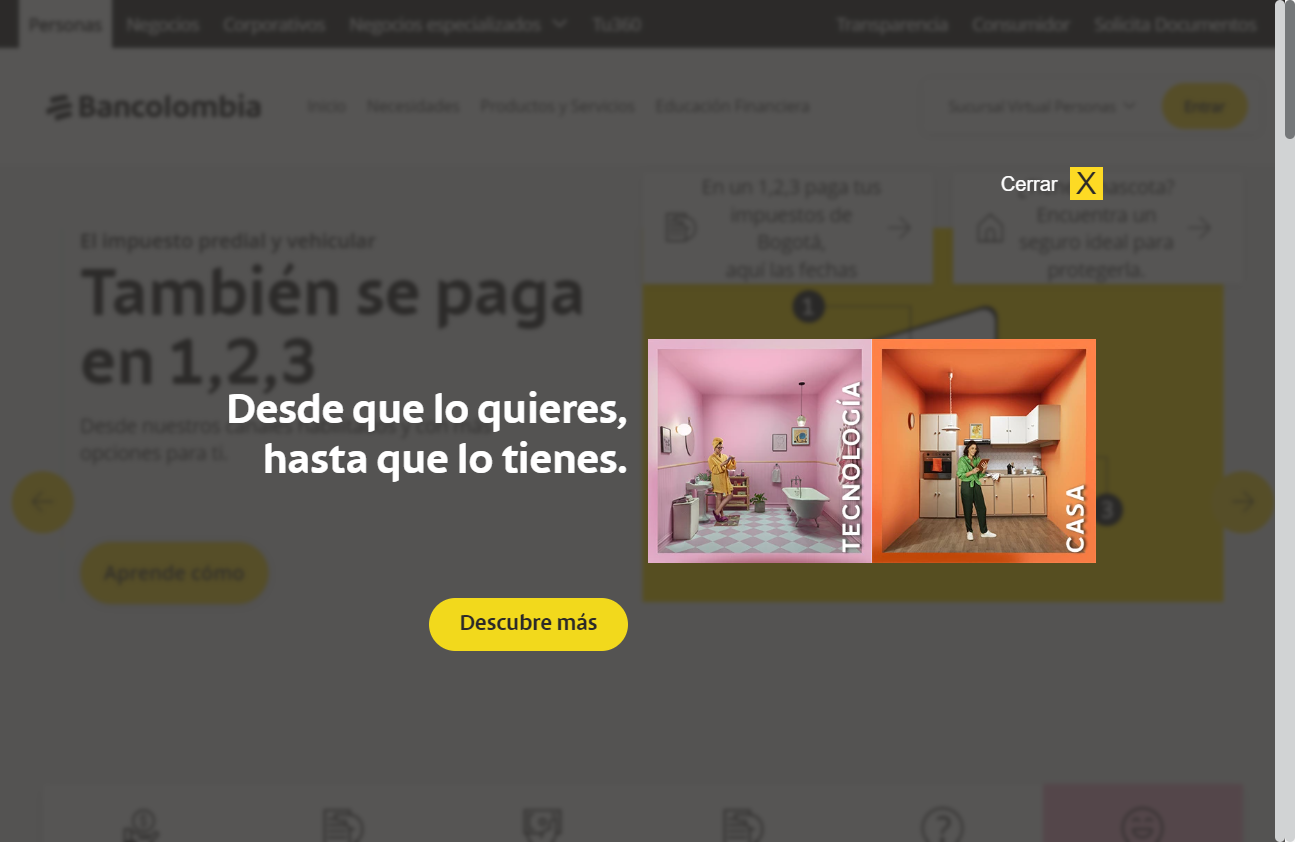 Personas Negocios Corporativos Negocios especializados Tu360 Transparencia Consumidor Solicita Documentos
Bancolombia Inicio Necesidades Productos y Servicios Educación Financiera Sucursal Virtual Personas Entrar
Cerrar X
En un 1,2,3 paga tus
impuestos de
Bogotá,
aquí las fechas
mascota?
Encuentra un
seguro ideal para
protegerla.
El impuesto predial y vehicular
También se paga
en 1,2,3
Desde nuestros
opciones para ti.
Aprende cómo
1
3
Desde que lo quieres,
hasta que lo tienes.
TECNOLOGÍA
CASA
Descubre más